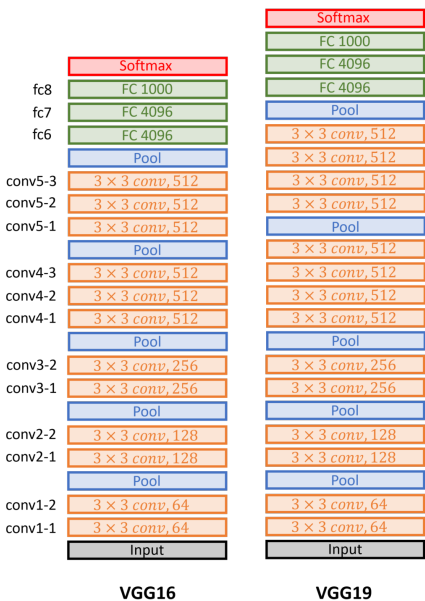 Softmax
FC 1000
FC 4096
FC 4096
Pool
3 × 3 conv, 512
3 × 3 conv, 512
3 × 3 conv, 512
3 × 3 conv, 512
Pool
3 × 3 conv, 512
3 × 3 conv, 512
3 × 3 conv, 512
3 × 3 conv, 512
Pool
3 × 3 conv, 256
3 × 3 conv, 256
Pool
3 × 3 conv, 128
3 × 3 conv, 128
Pool
3 × 3 conv, 64
3 × 3 conv, 64
Input
VGG19
Softmax
fc8 FC 1000
fc7 FC 4096
fc6 FC 4096
Pool
conv5-3 3 × 3 conv, 512
conv5-2 3 × 3 conv, 512
conv5-1 3 × 3 conv, 512
Pool
conv4-3 3 × 3 conv, 512
conv4-2 3 × 3 conv, 512
conv4-1 3 × 3 conv, 512
Pool
conv3-2 3 × 3 conv, 256
conv3-1 3 × 3 conv, 256
Pool
conv2-2 3 × 3 conv, 128
conv2-1 3 × 3 conv, 128
Pool
conv1-2 3 × 3 conv, 64
conv1-1 3 × 3 conv, 64
Input
VGG16